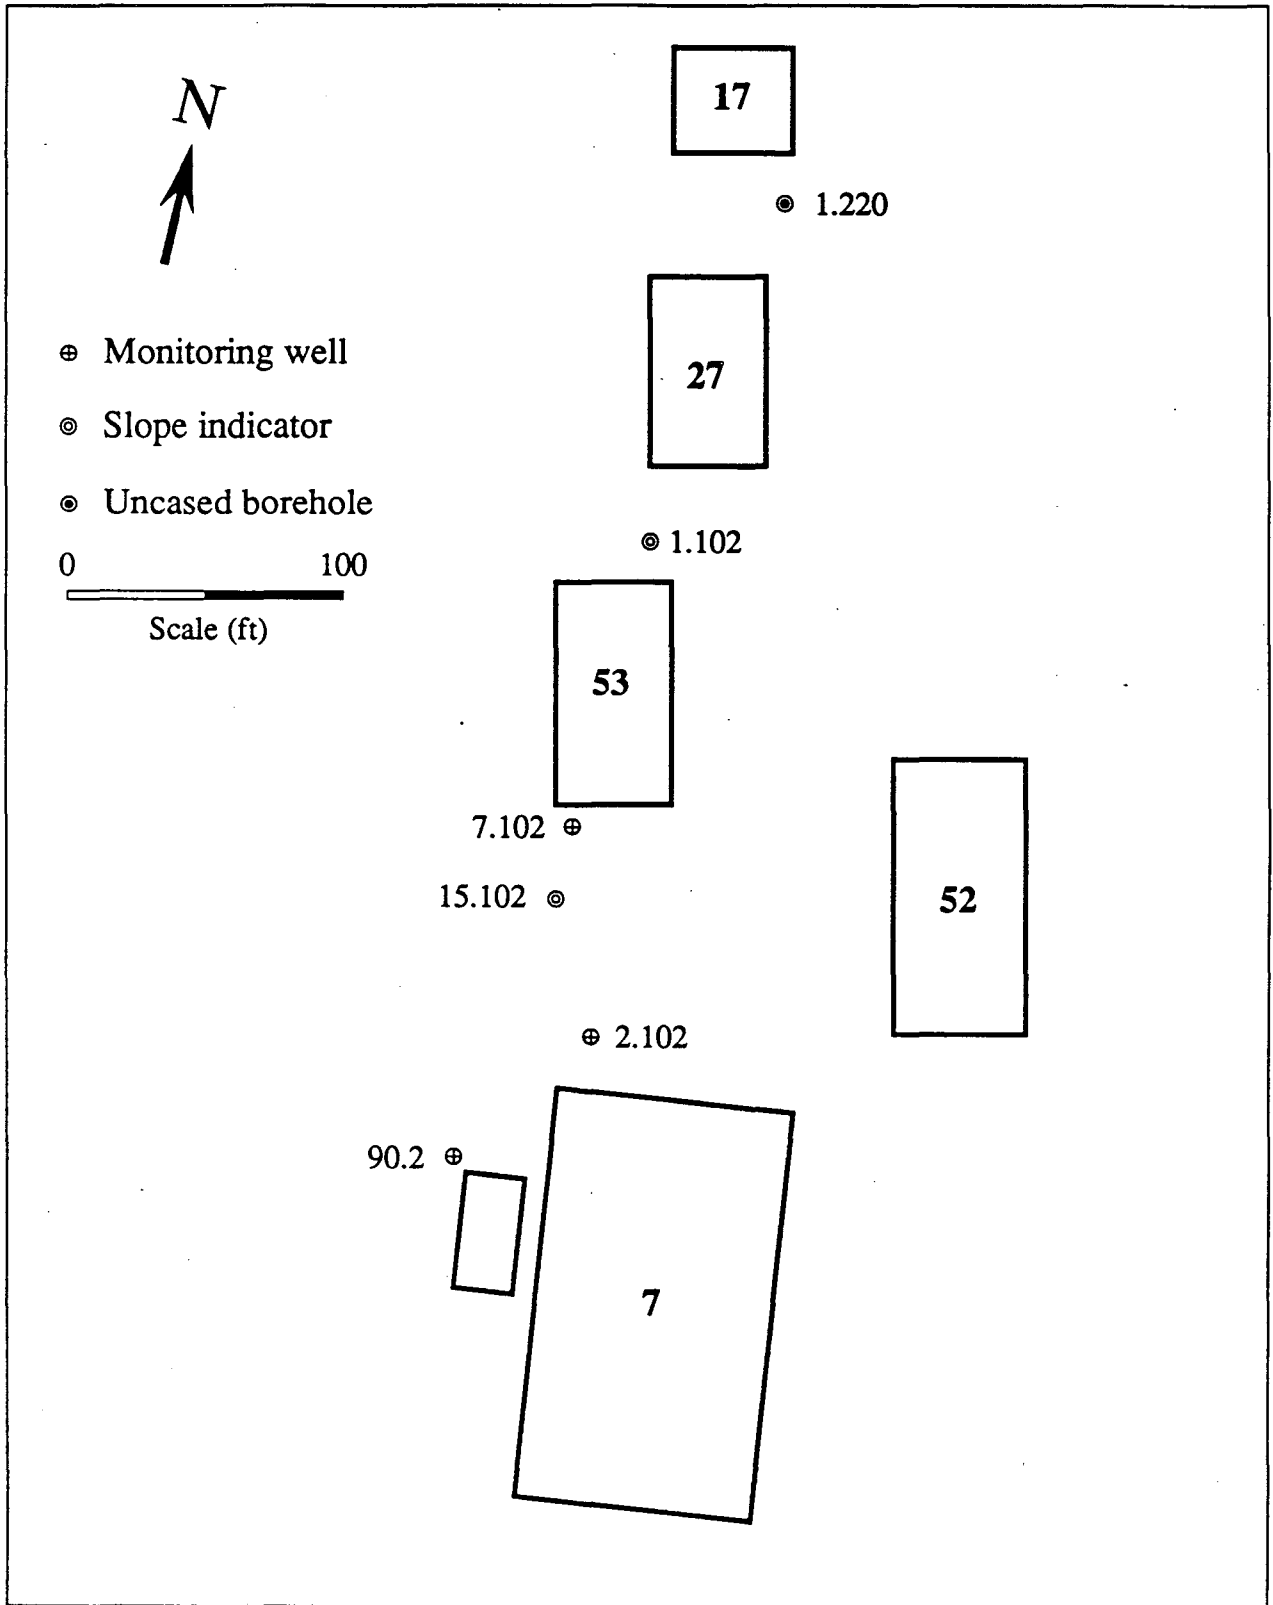 17
N
1.220
Monitoring well
27
Slope indicator
Uncased borehole
1.102
0 100
Scale (ft)
53
7.102
15.102
52
2.102
90.2
7